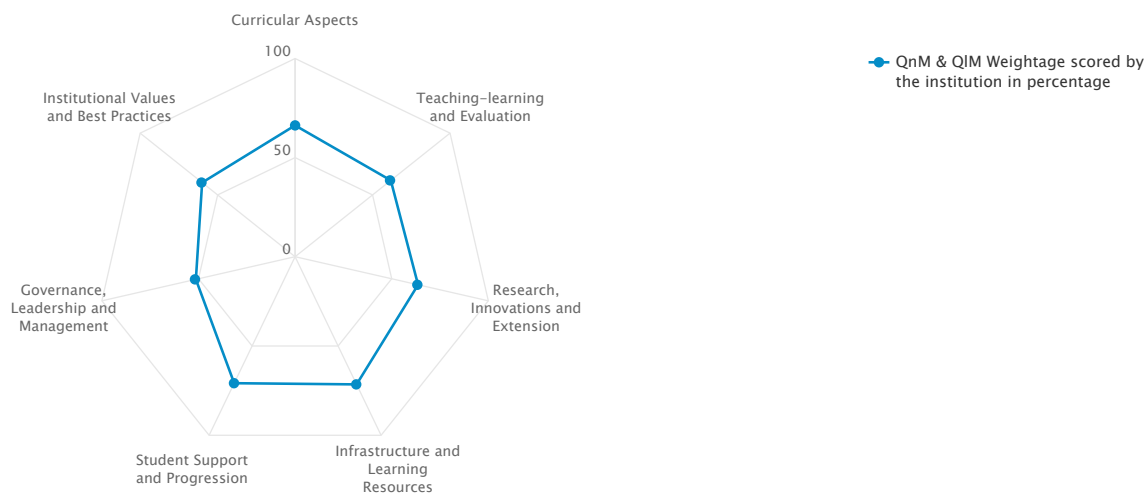 Curricular Aspects
100
50
0
Teaching-learning
and Evaluation
Research,
Innovations and
Extension
Infrastructure and
Learning
Resources
Student Support
and Progression
Governance,
Leadership and
Management
Institutional Values
and Best Practices
QnM & QlM Weightage scored by
the institution in percentage